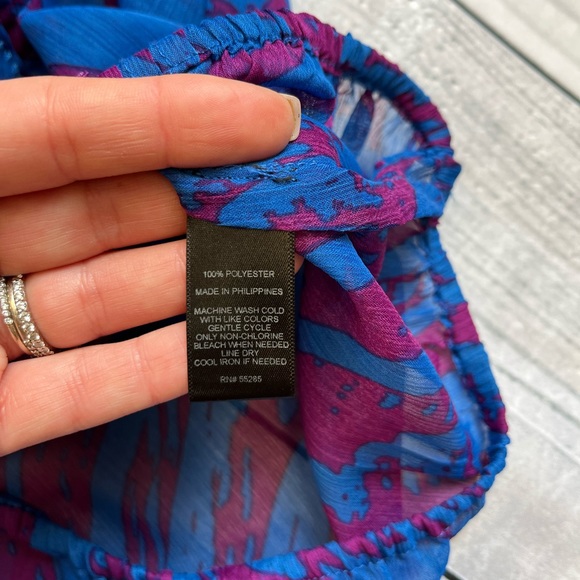 100% POLYESTER
MADE IN PHILIPPINES
MACHINE WASH COLD
WITH LIKE COLORS
GENTLE CYCLE
ONLY NON-CHLORINE
BLEACH WHEN NEEDED
LINE DRY
COOL IRON IF NEEDED
RN# 55285